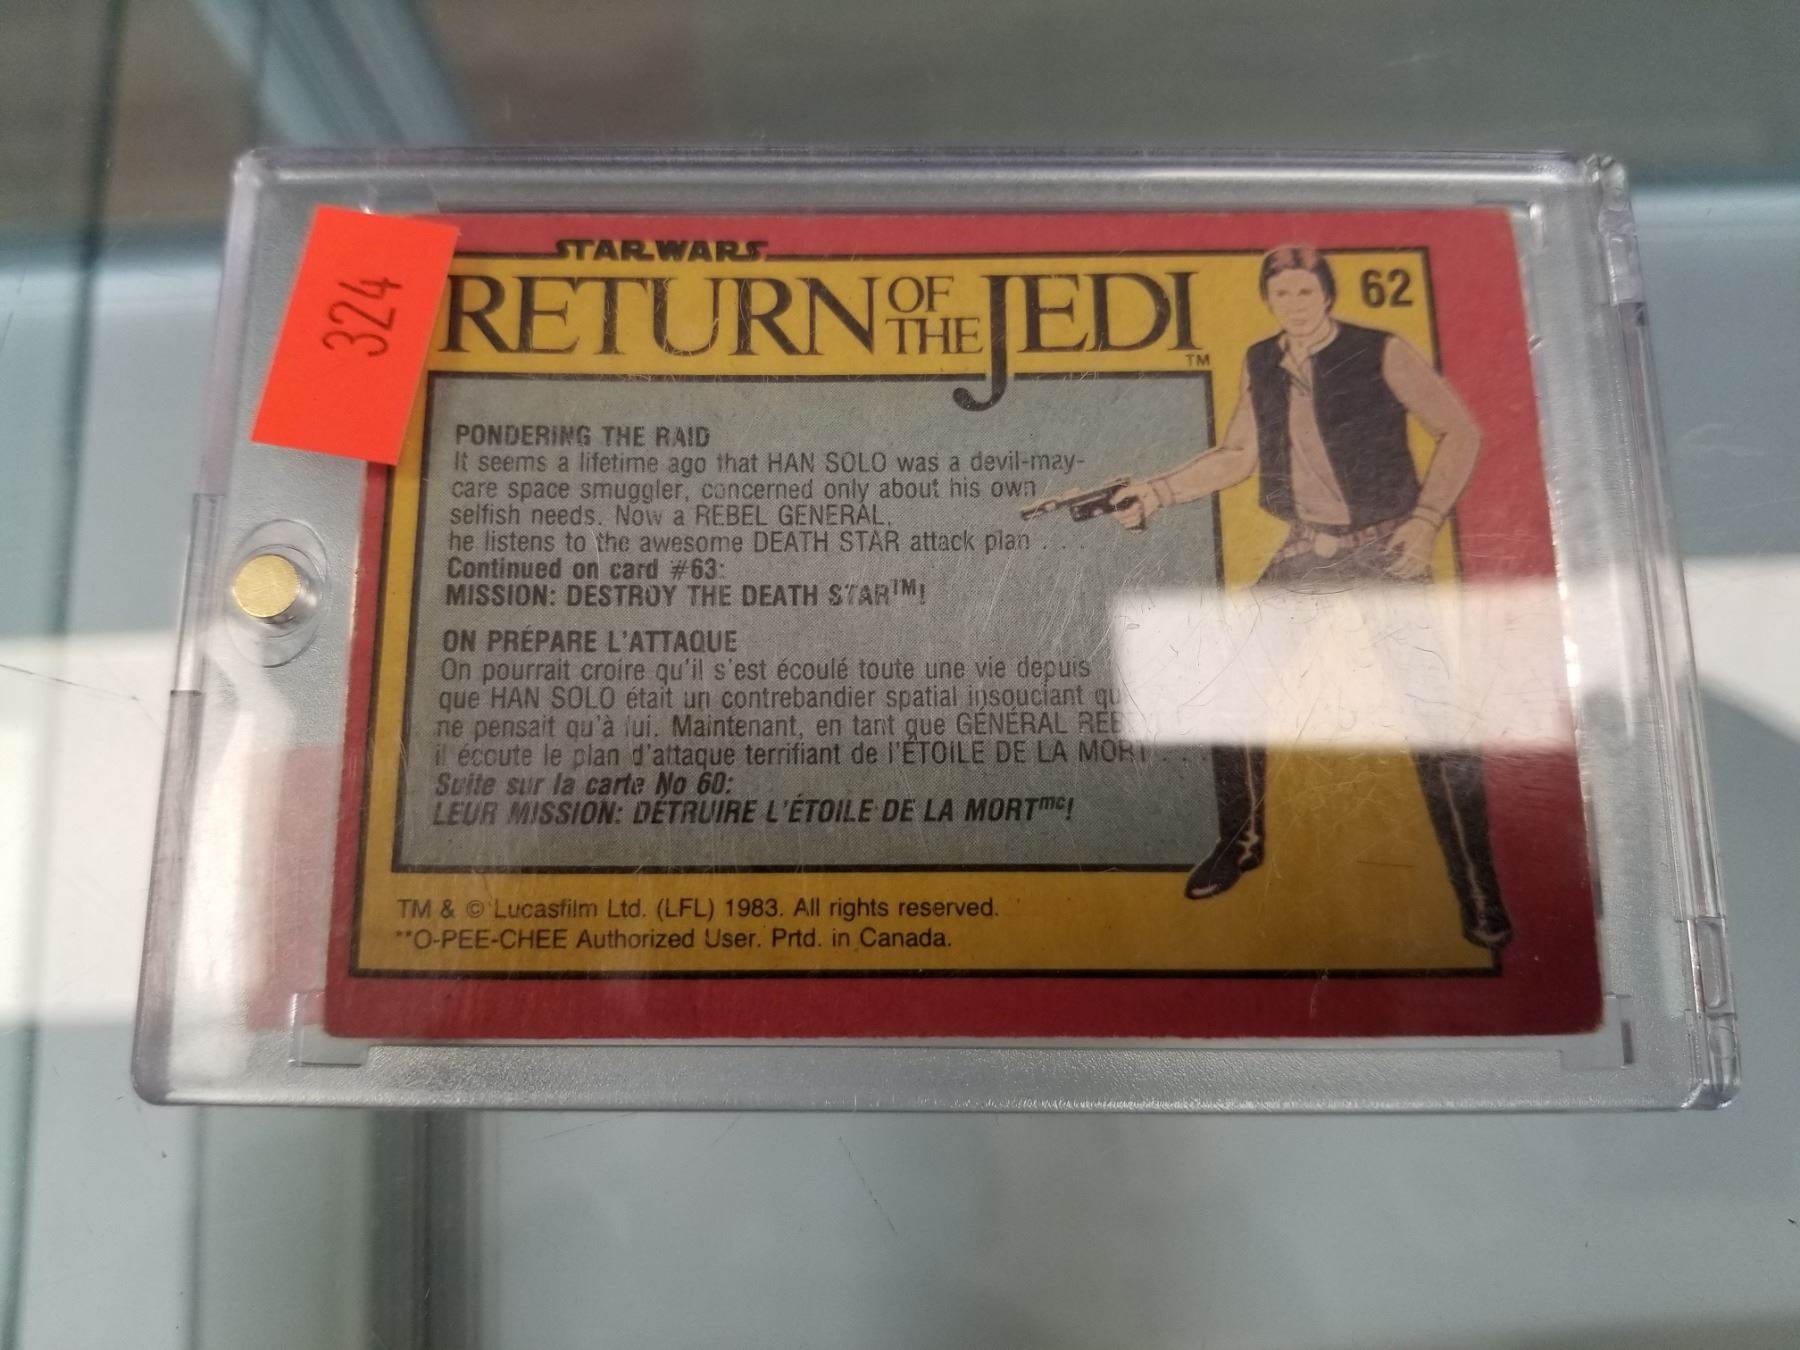 324
STAR WARS
RETURN OF THE JEDI TM
62
PONDERING THE RAID
It seems a lifetime ago that HAN SOLO was a devil-may-
care space smuggler, concerned only about his own
selfish needs. Now a REBEL GENERAL,
he listens to the awesome DEATH STAR attack plan . . .
Continued on card #63:
MISSION: DESTROY THE DEATH STAR™!
ON PRÉPARE L'ATTAQUE
On pourrait croire qu'il s'est écoulé toute une vie depuis
que HAN SOLO était un contrebandier spatial insouciant
ne pensait qu'à lui. Maintenant, en tant que GÉNÉRAL
il écoute le plan d'attaque terrifiant de l'ÉTOILE DE LA MORT . . .
Suite sur la carte No 60:
LEUR MISSION: DÉTRUIRE L'ÉTOILE DE LA MORTmc!
TM & © Lucasfilm Ltd. (LFL) 1983. All rights reserved.
**O-PEE-CHEE Authorized User. Prtd. in Canada.